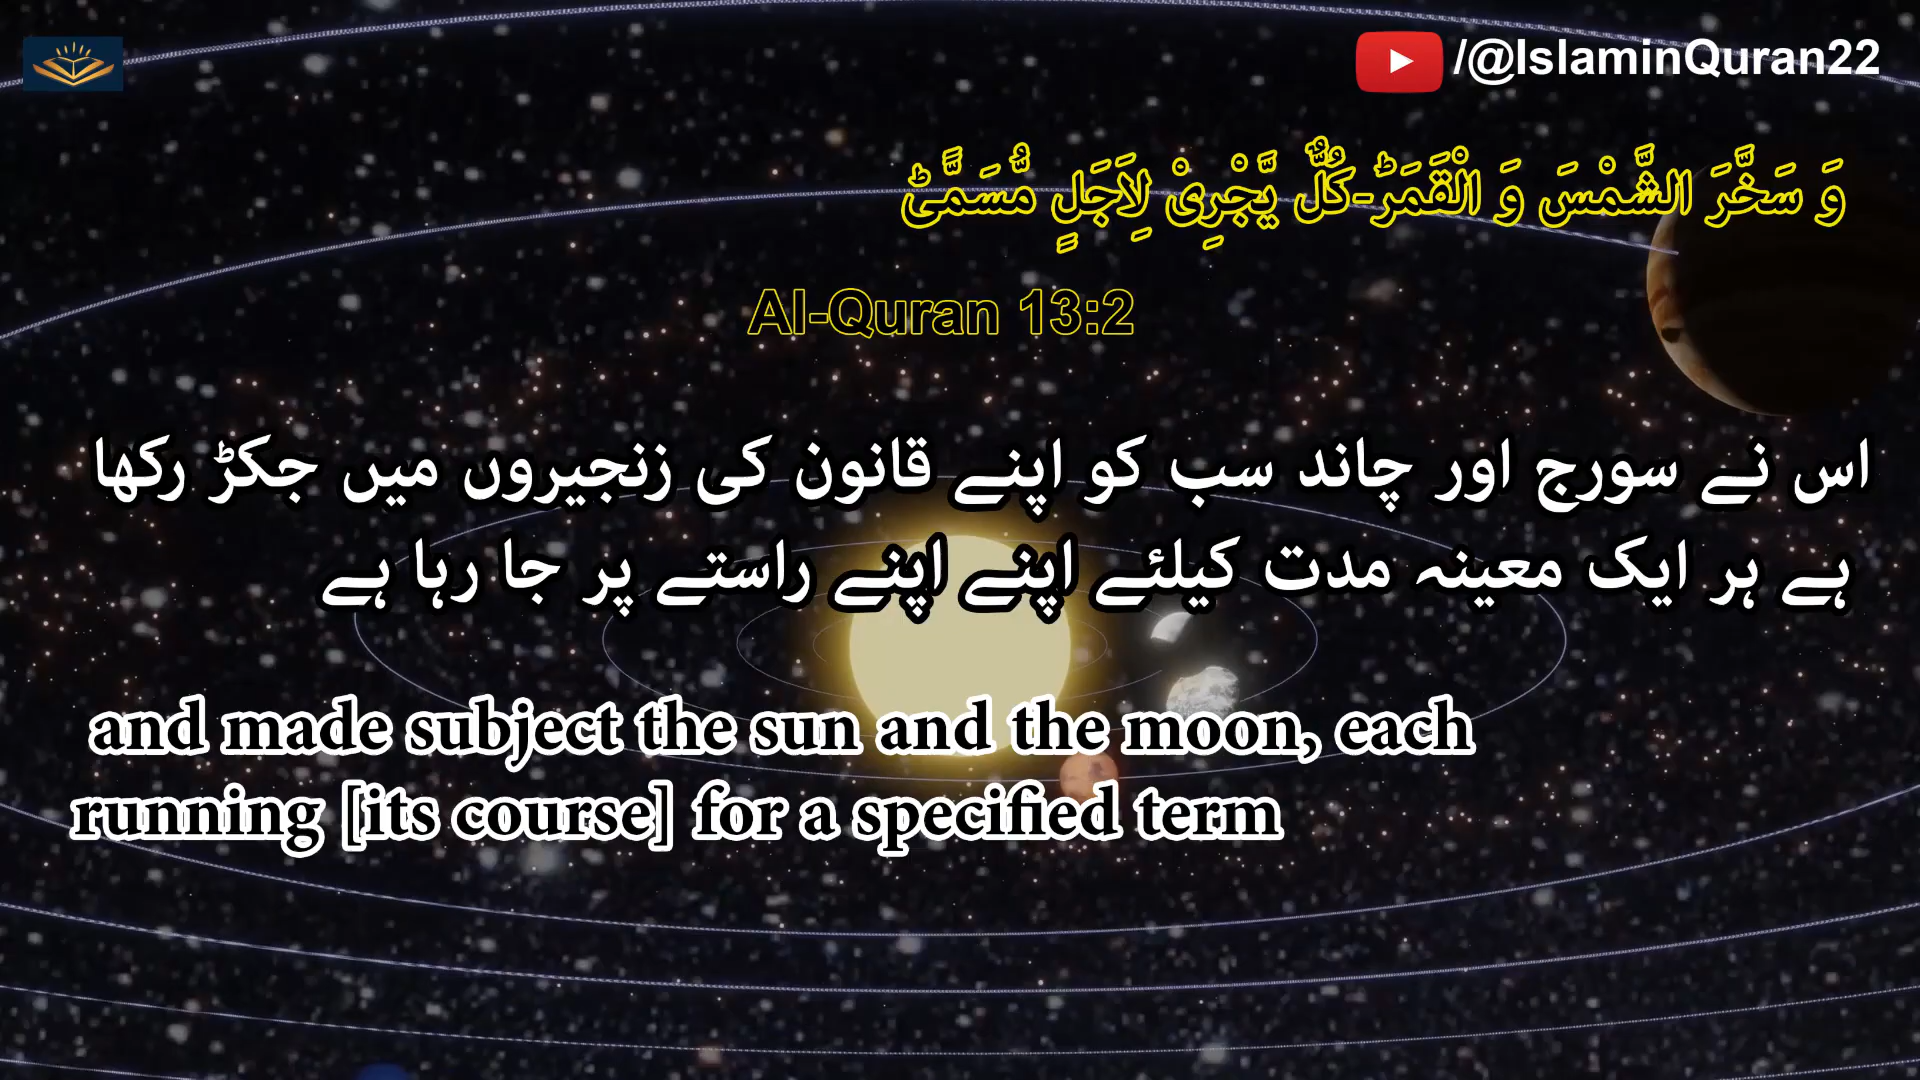 /@IslaminQuran22
وَ سَخَّرَ الشَّمْسَ وَ الْقَمَرَؕ-كُلٌّ یَّجْرِیْ لِاَجَلٍ مُّسَمًّىؕ
Al-Quran 13:2
اس نے سورج اور چاند سب کو اپنے قانون کی زنجیروں میں جکڑ رکھا
ہے ہر ایک معینہ مدت کیلئے اپنے اپنے راستے پر جا رہا ہے
and made subject the sun and the moon, each
running [its course] for a specified term